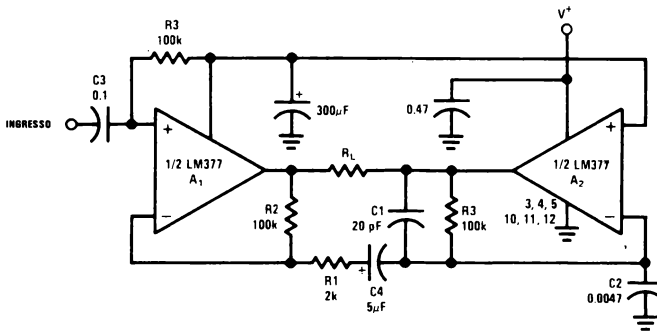 R3
100k
V+
C3
0.1
INGRESSO
+
300μF
0.47
+
+
1/2 LM377
A1
RL
1/2 LM377
A2
R2
100k
C1
20 pF
R3
100k
3, 4, 5
10, 11, 12
−
−
R1
2k
+
C4
5μF
C2
0.0047